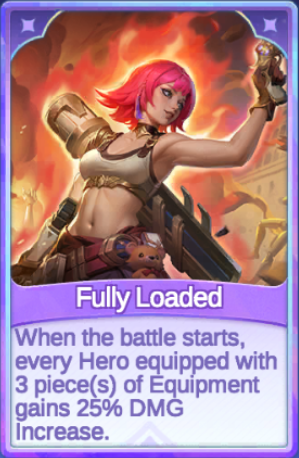 Fully Loaded
When the battle starts,
every Hero equipped with
3 piece(s) of Equipment
gains 25% DMG
Increase.